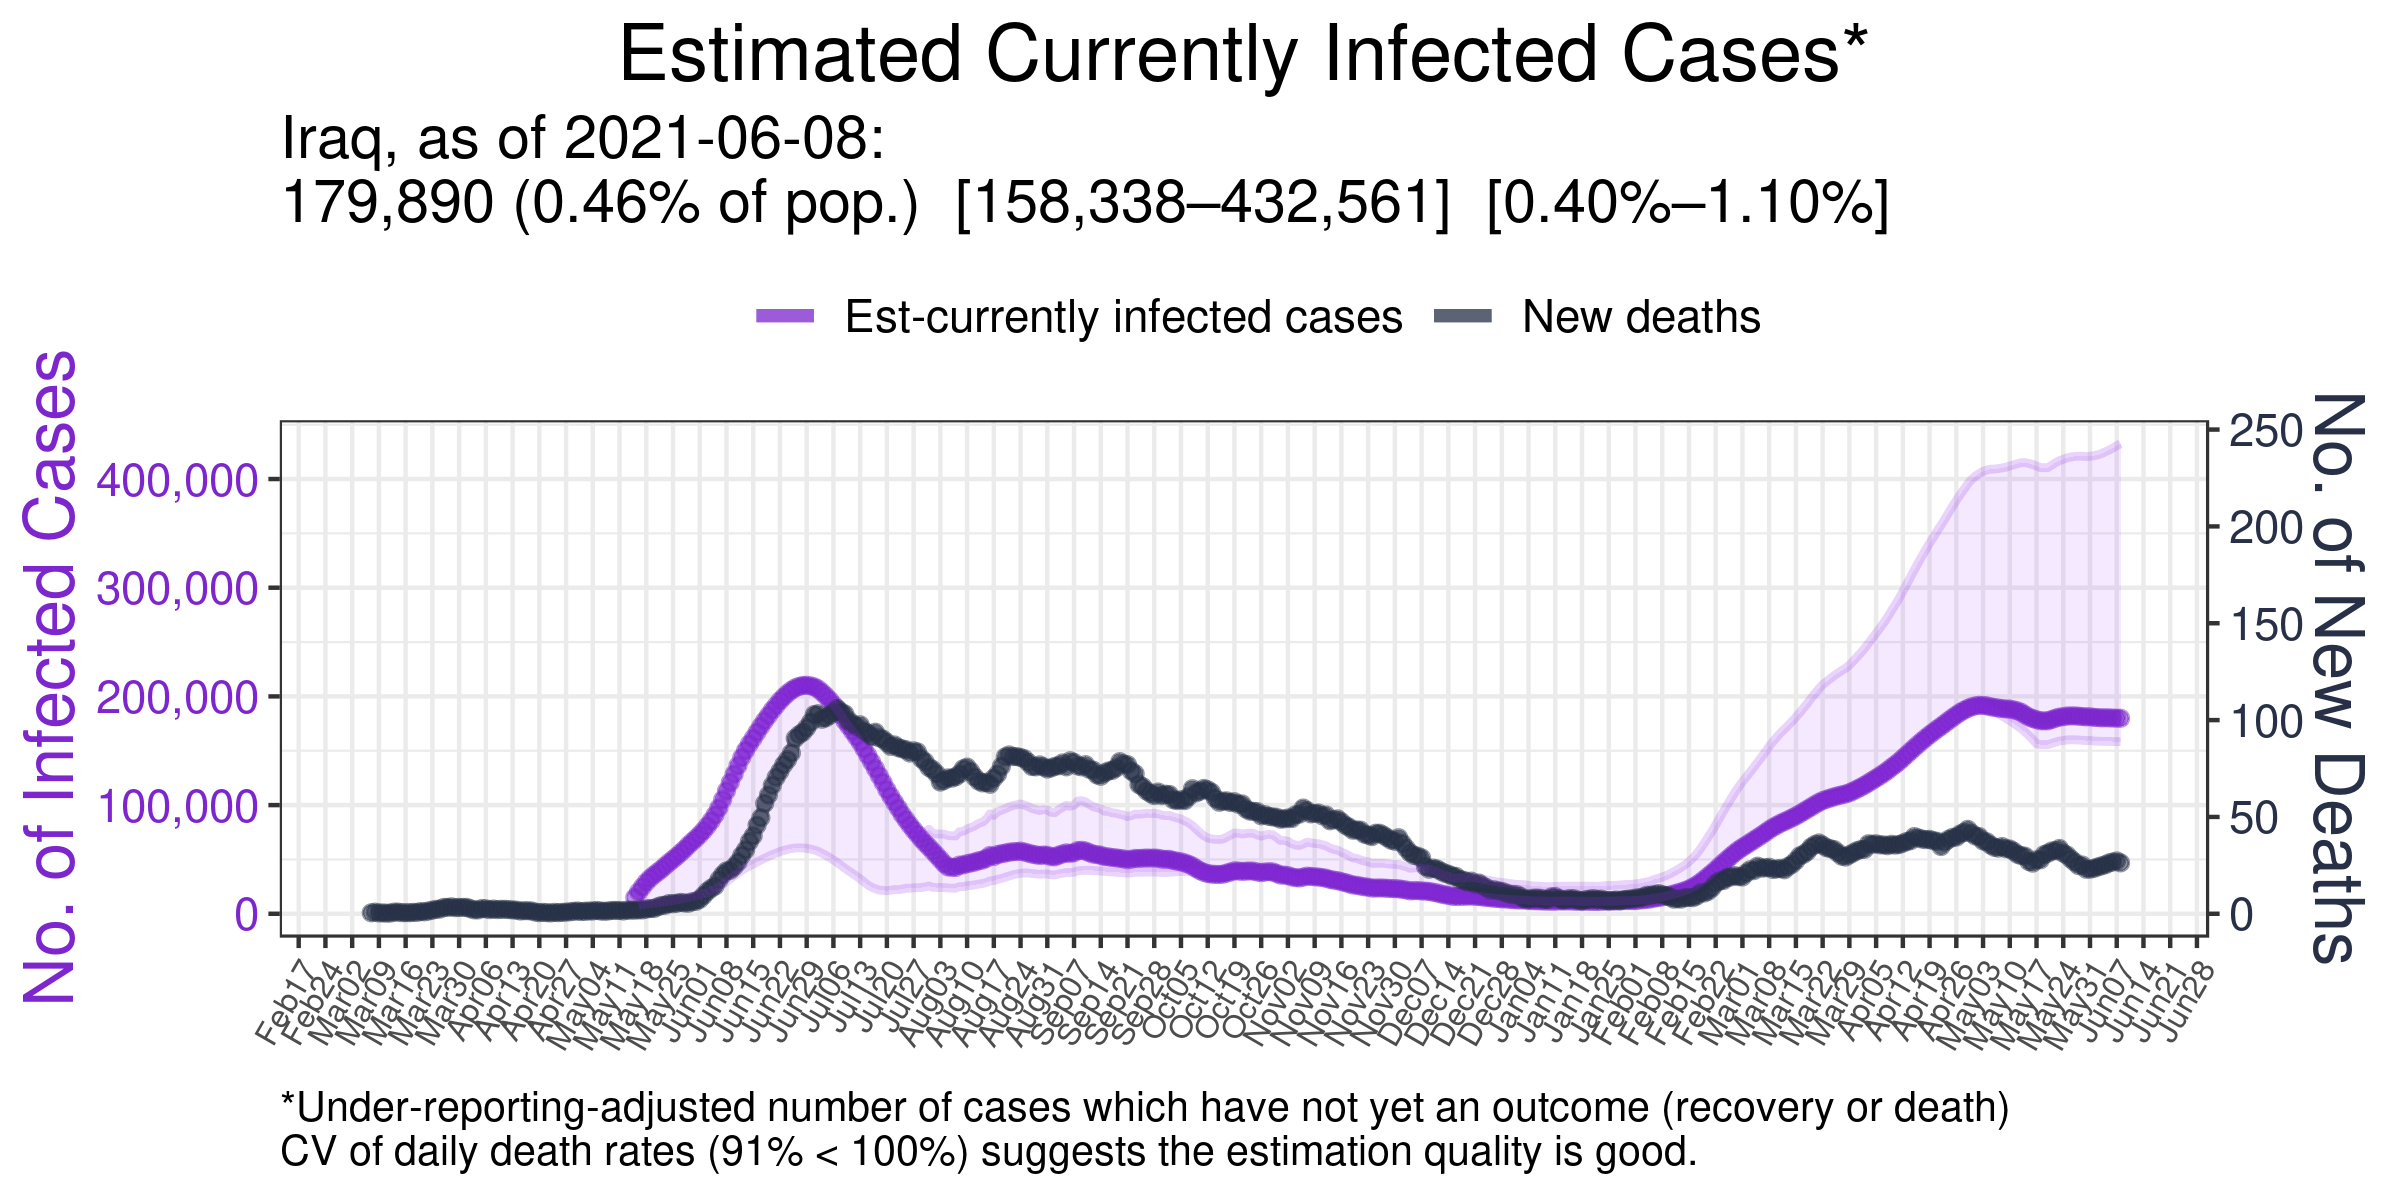 Estimated Currently Infected Cases*
Iraq, as of 2021-06-08:
179,890 (0.46% of pop.) [158,338–432,561] [0.40%–1.10%]
Est-currently infected cases
New deaths
No. of Infected Cases
400,000
300,000
200,000
100,000
0
250
200
150
100
50
0
No. of New Deaths
Feb17
Feb24
Mar02
Mar09
Mar16
Mar23
Mar30
Apr06
Apr13
Apr20
Apr27
May04
May11
May18
May25
Jun01
Jun08
Jun15
Jun22
Jun29
Jul06
Jul13
Jul20
Jul27
Aug03
Aug10
Aug17
Aug24
Aug31
Sep07
Sep14
Sep21
Sep28
Oct05
Oct12
Oct19
Oct26
Nov02
Nov09
Nov16
Nov23
Nov30
Dec07
Dec14
Dec21
Dec28
Jan04
Jan11
Jan18
Jan25
Feb01
Feb08
Feb15
Feb22
Mar01
Mar08
Mar15
Mar22
Mar29
Apr05
Apr12
Apr19
Apr26
May03
May10
May17
May24
May31
Jun07
Jun14
Jun21
Jun28
*Under-reporting-adjusted number of cases which have not yet an outcome (recovery or death)
CV of daily death rates (91% < 100%) suggests the estimation quality is good.